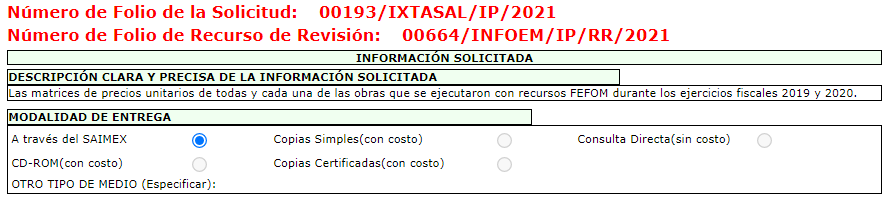 Número de Folio de la Solicitud: 00193/IXTASAL/IP/2021
Número de Folio de Recurso de Revisión: 00664/INFOEM/IP/RR/2021
INFORMACIÓN SOLICITADA
DESCRIPCIÓN CLARA Y PRECISA DE LA INFORMACIÓN SOLICITADA
Las matrices de precios unitarios de todas y cada una de las obras que se ejecutaron con recursos FEFOM durante los ejercicios fiscales 2019 y 2020.
MODALIDAD DE ENTREGA
A través del SAIMEX Copias Simples(con costo) Consulta Directa(sin costo)
CD-ROM(con costo) Copias Certificadas(con costo)
OTRO TIPO DE MEDIO (Especificar):